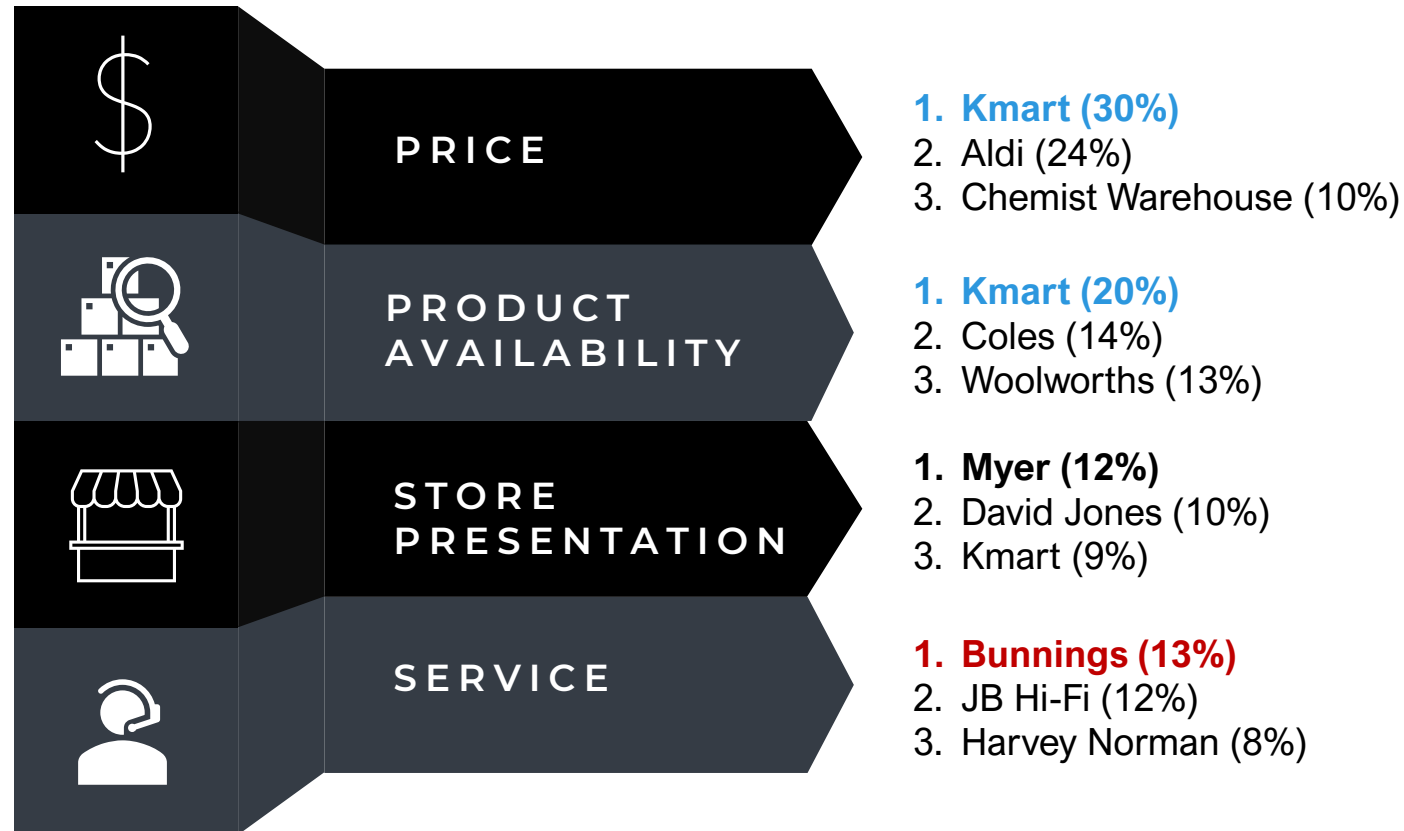 $
PRICE
1. Kmart (30%)
2. Aldi (24%)
3. Chemist Warehouse (10%)
PRODUCT
AVAILABILITY
1. Kmart (20%)
2. Coles (14%)
3. Woolworths (13%)
STORE
PRESENTATION
1. Myer (12%)
2. David Jones (10%)
3. Kmart (9%)
SERVICE
1. Bunnings (13%)
2. JB Hi-Fi (12%)
3. Harvey Norman (8%)